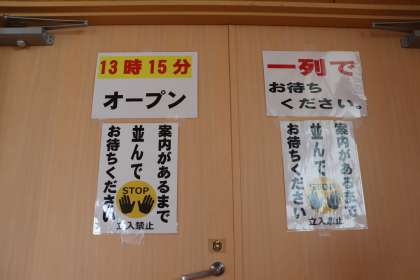 13時15分
オープン
一列で
お待ち
ください。
案内があるまで
並んで
お待ちください
STOP
立入禁止
案内があるまで
並んで
お待ちください
STOP
立入禁止